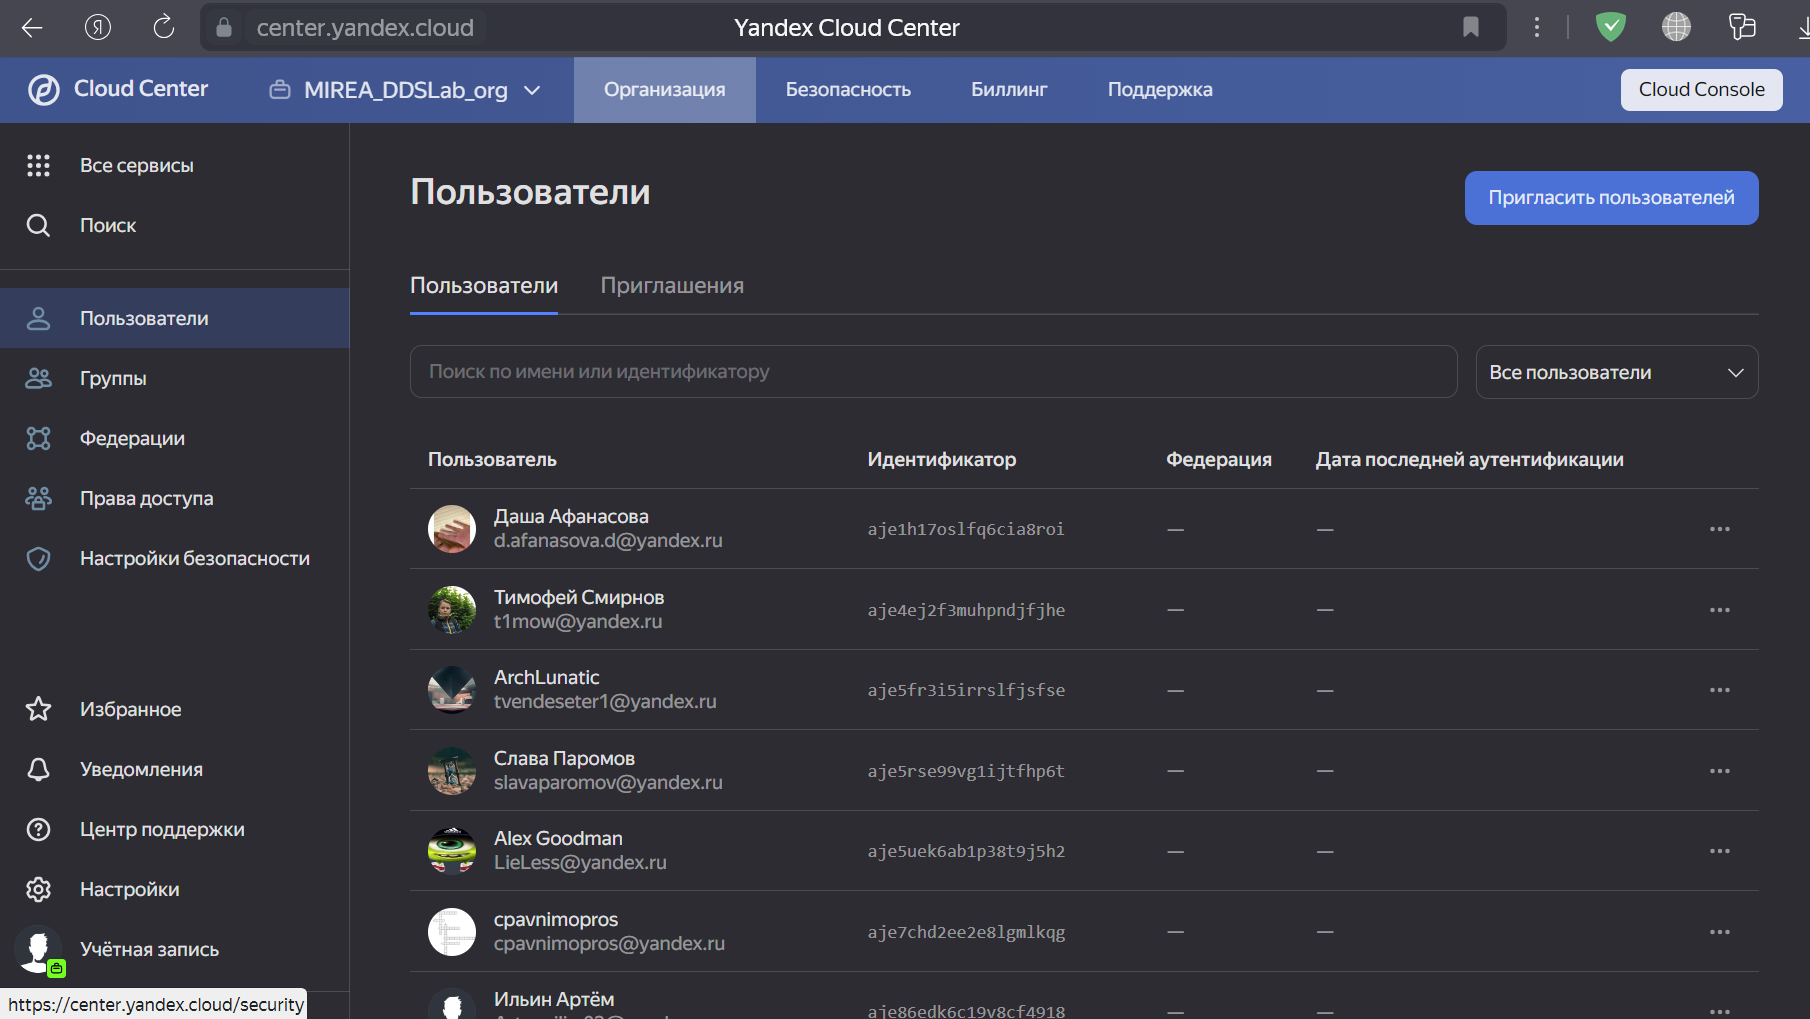 center.yandex.cloud
Yandex Cloud Center
Cloud Center
MIREA_DDSLab_org
Организация
Безопасность
Биллинг
Поддержка
Cloud Console
Все сервисы
Поиск
Пользователи
Группы
Федерации
Права доступа
Настройки безопасности
Избранное
Уведомления
Центр поддержки
Настройки
Учётная запись
https://center.yandex.cloud/security
Пользователи
Пригласить пользователей
Пользователи
Приглашения
Поиск по имени или идентификатору
Все пользователи
Пользователь Идентификатор Федерация Дата последней аутентификации
Даша Афанасова
d.afanasova.d@yandex.ru
aje1h17oslfq6cia8roi — —
Тимофей Смирнов
t1mow@yandex.ru
aje4ej2f3muhpndjfjhe — —
ArchLunatic
tvendeseter1@yandex.ru
aje5fr3i5irrslfjsfse — —
Слава Паромов
slavaparomov@yandex.ru
aje5rse99vg1ijtfhp6t — —
Alex Goodman
LieLess@yandex.ru
aje5uek6ab1p38t9j5h2 — —
cpavnimopros
cpavnimopros@yandex.ru
aje7chd2ee2e8lgmlkqg — —
Ильин Артём
aje86edk6c19v8cf4918 — —